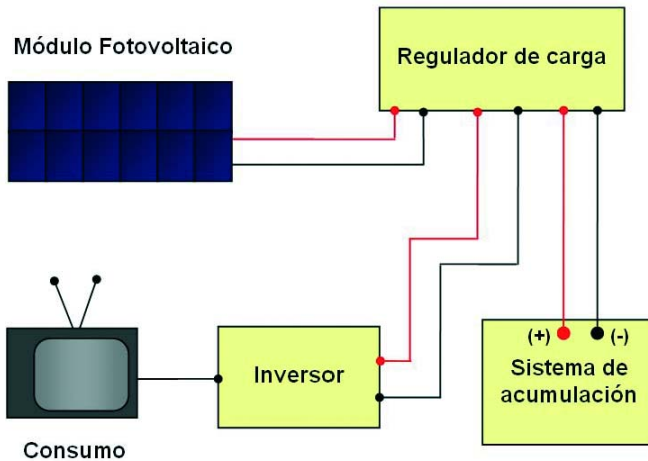 Módulo Fotovoltaico
Regulador de carga
Inversor
(+) (-)
Sistema de
acumulación
Consumo